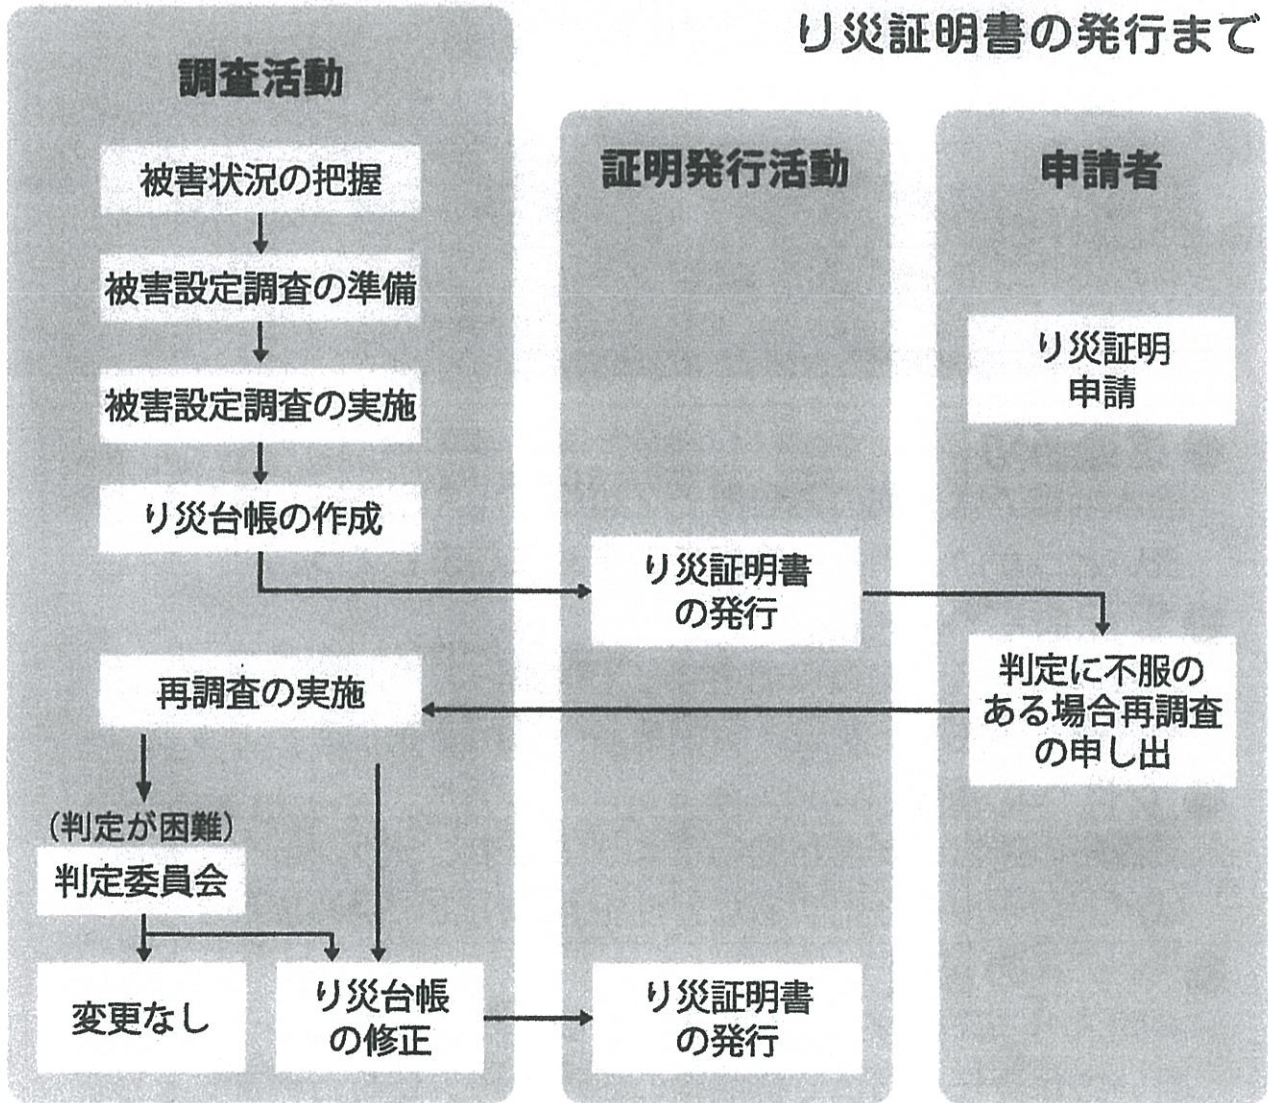 り災証明書の発行まで
調査活動
被害状況の把握
被害設定調査の準備
被害設定調査の実施
り災台帳の作成
再調査の実施
(判定が困難)
判定委員会
変更なし
り災台帳
の修正
証明発行活動
り災証明書
の発行
り災証明書
の発行
申請者
り災証明
申請
判定に不服の
ある場合再調査
の申し出